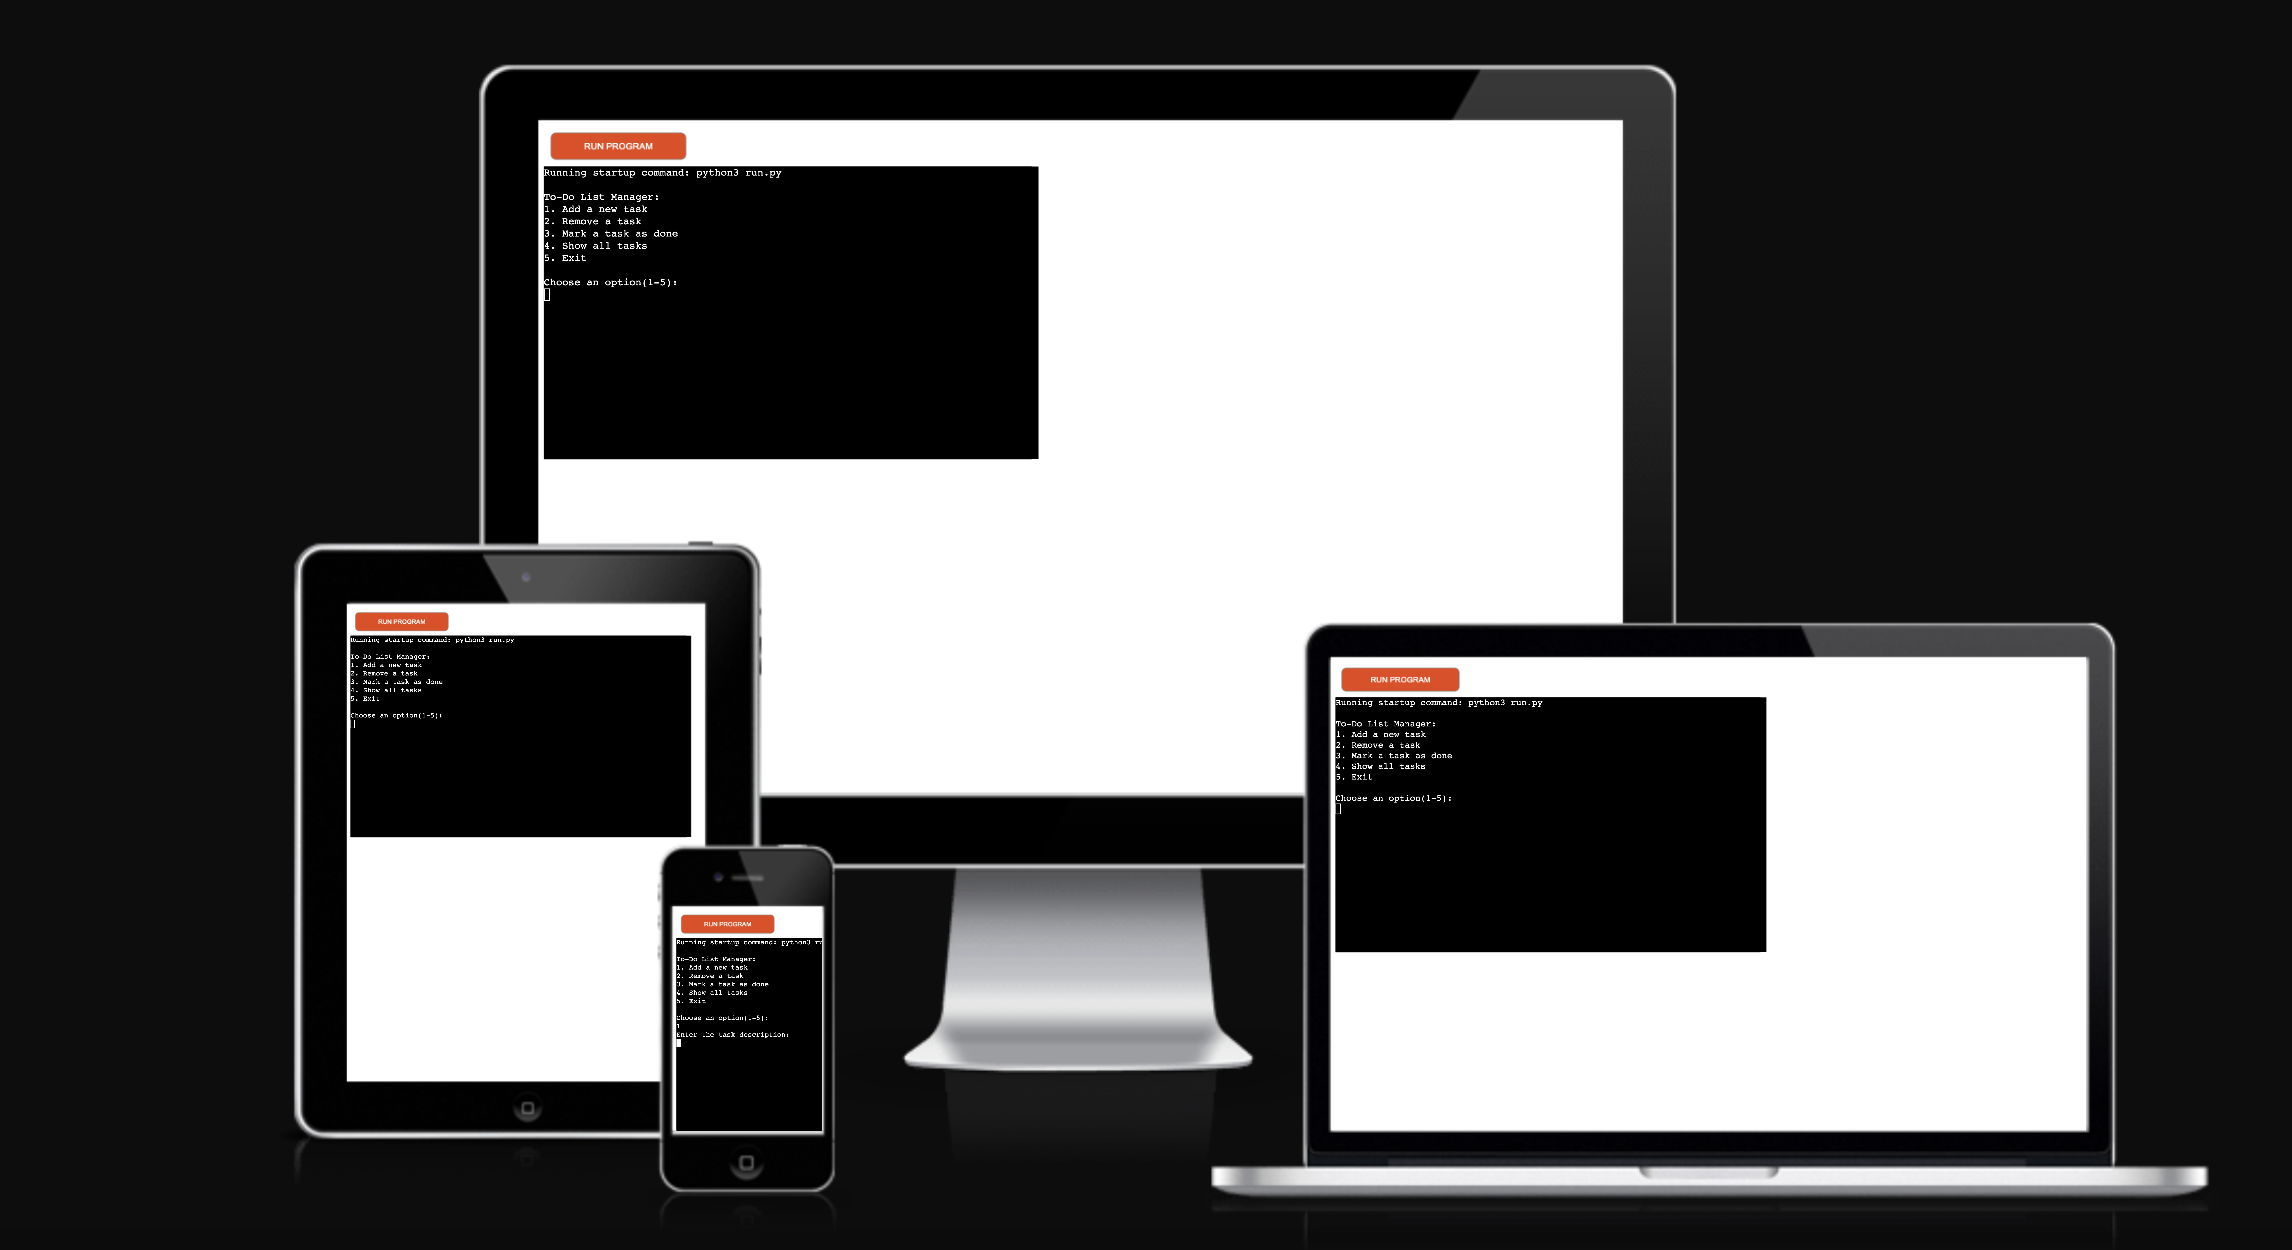 RUN PROGRAM
Running startup command: python3 run.py
To-Do List Manager:
1. Add a new task
2. Remove a task
3. Mark a task as done
4. Show all tasks
5. Exit
Choose an option(1-5):
RUN PROGRAM
Running startup command: python3 run.py
To-Do List Manager:
1. Add a new task
2. Remove a task
3. Mark a task as done
4. Show all tasks
5. Exit
Choose an option(1-5):
RUN PROGRAM
Running startup command: python3 ru
To-Do List Manager:
1. Add a new task
2. Remove a task
3. Mark a task as done
4. Show all tasks
5. Exit
Choose an option(1-5):
1
Enter the task description:
RUN PROGRAM
Running startup command: python3 run.py
To-Do List Manager:
1. Add a new task
2. Remove a task
3. Mark a task as done
4. Show all tasks
5. Exit
Choose an option(1-5):